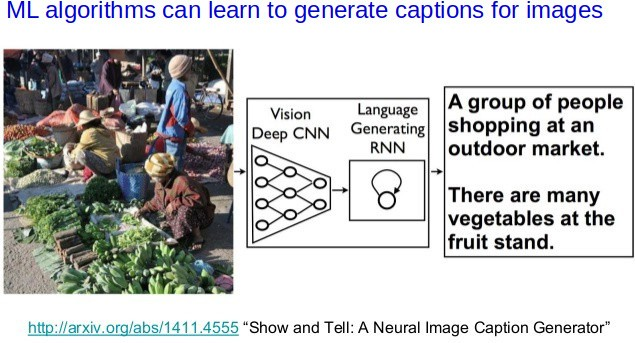 ML algorithms can learn to generate captions for images
Vision
Deep CNN
Language
Generating
RNN
A group of people
shopping at an
outdoor market.
There are many
vegetables at the
fruit stand.
http://arxiv.org/abs/1411.4555 “Show and Tell: A Neural Image Caption Generator”